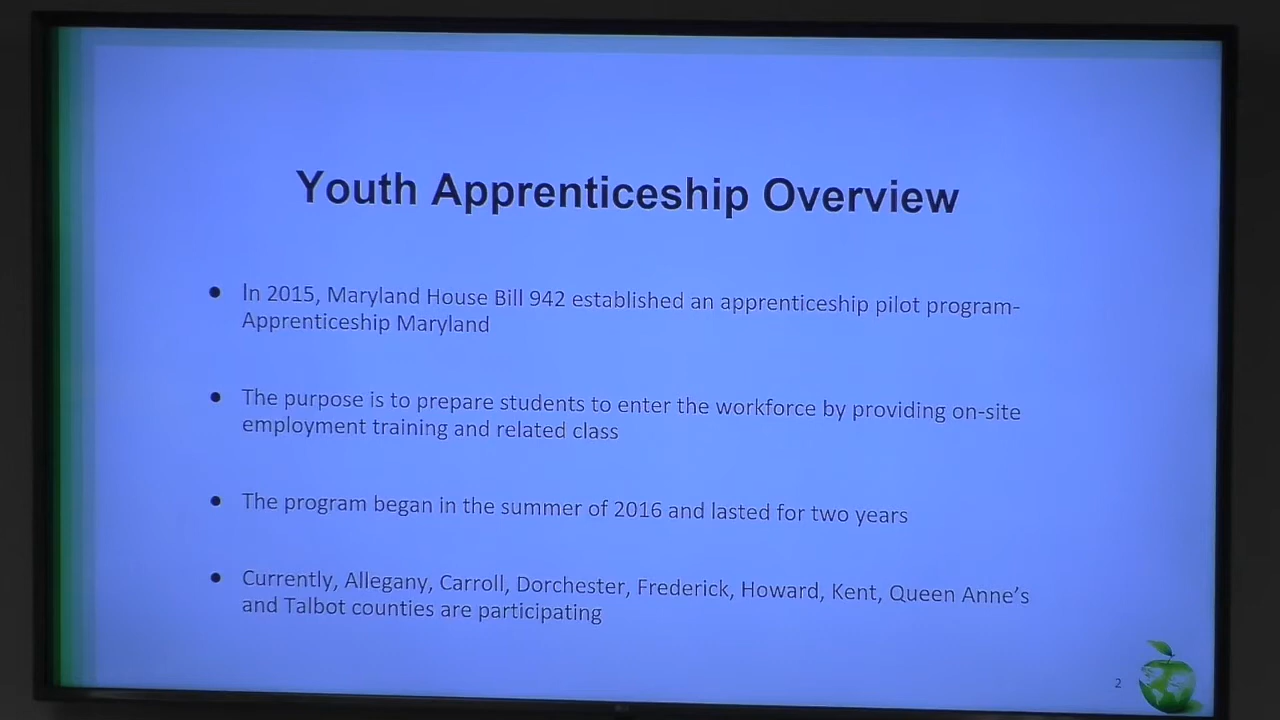 Youth Apprenticeship Overview
● In 2015, Maryland House Bill 942 established an apprenticeship pilot program-
Apprenticeship Maryland
● The purpose is to prepare students to enter the workforce by providing on-site
employment training and related class
● The program began in the summer of 2016 and lasted for two years
● Currently, Allegany, Carroll, Dorchester, Frederick, Howard, Kent, Queen Anne’s
and Talbot counties are participating
2